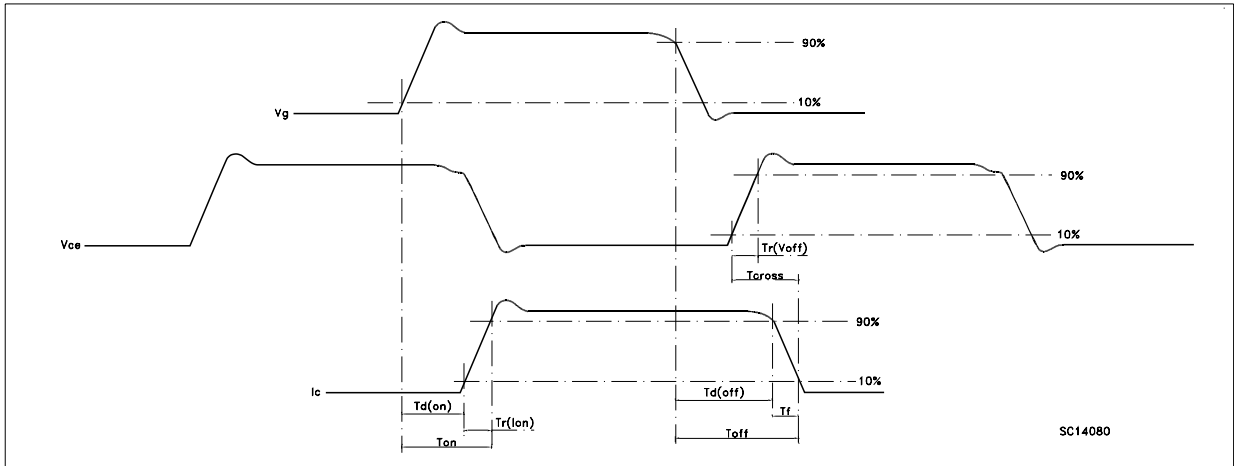 90%
10%
Vg
90%
Vce
10%
Tr(Voff)
Tcross
90%
10%
Ic
Td(on)
Td(off)
Tf
Tr(Ion)
Ton
Toff
SC14080